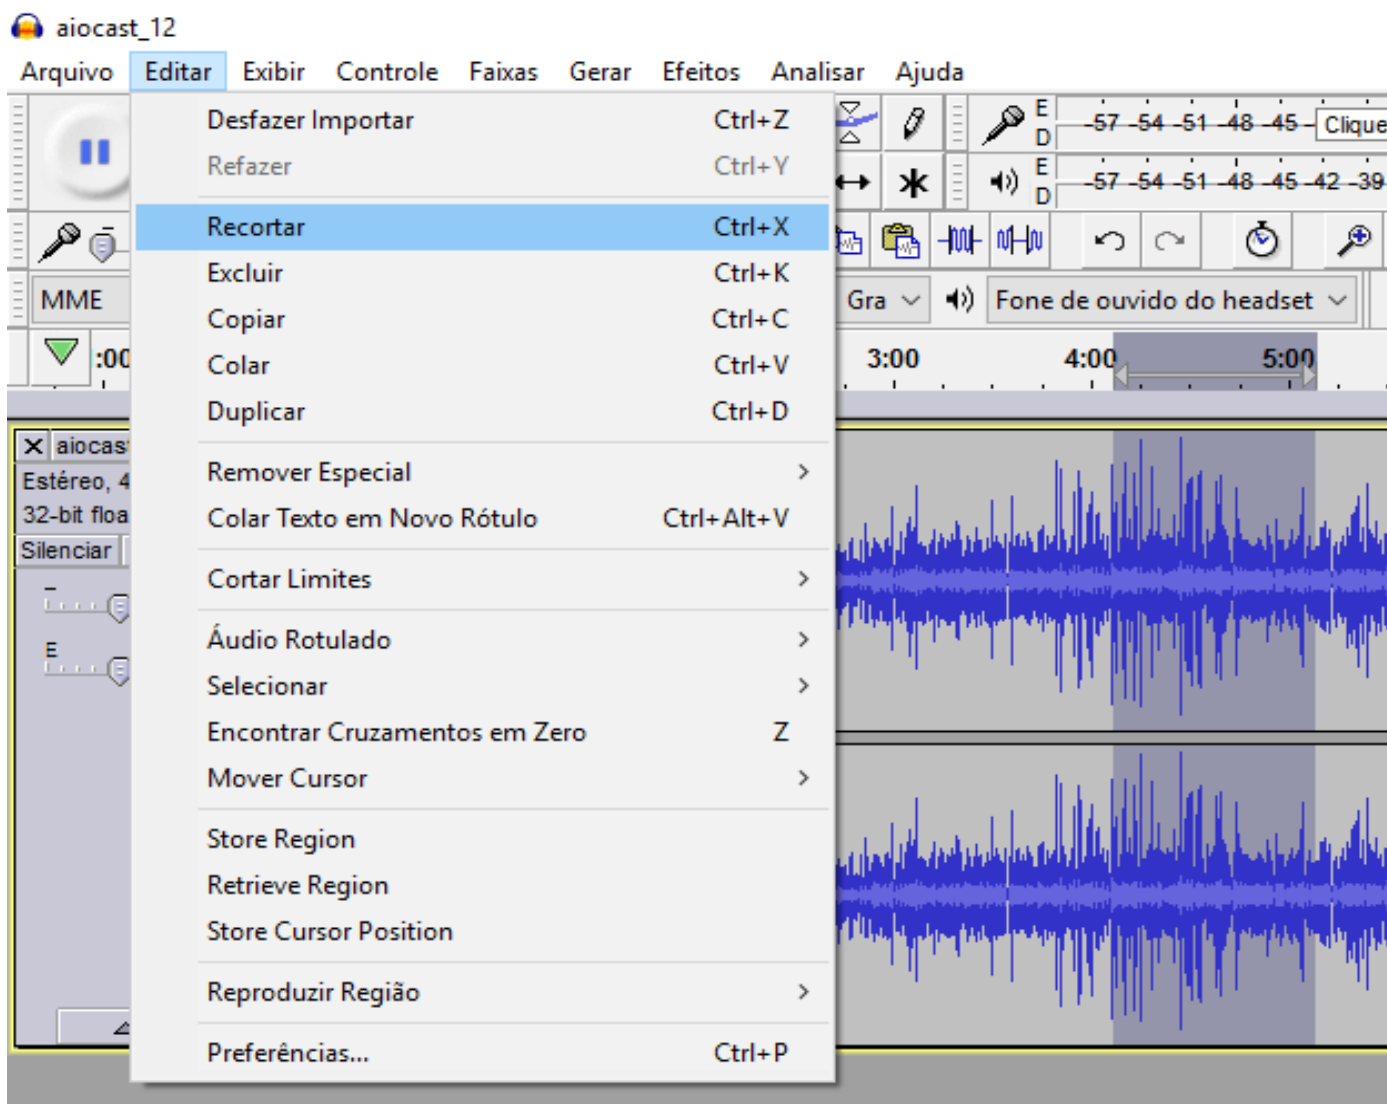 aiocast_12
Arquivo Editar Exibir Controle Faixas Gerar Efeitos Analisar Ajuda
Desfazer Importar Ctrl+Z
Refazer Ctrl+Y
Recortar Ctrl+X
Excluir Ctrl+K
Copiar Ctrl+C
Colar Ctrl+V
Duplicar Ctrl+D
Remover Especial
Colar Texto em Novo Rótulo Ctrl+Alt+V
Cortar Limites
Áudio Rotulado
Selecionar
Encontrar Cruzamentos em Zero Z
Mover Cursor
Store Region
Retrieve Region
Store Cursor Position
Reproduzir Região
Preferências... Ctrl+P
E
D
-57 -54 -51 -48 -45 - Clique
E
D
-57 -54 -51 -48 -45 -42 -39
MME
Gra
Fone de ouvido do headset
:00
3:00 4:00 5:00
X aiocas
Estéreo, 4
32-bit floa
Silenciar
E